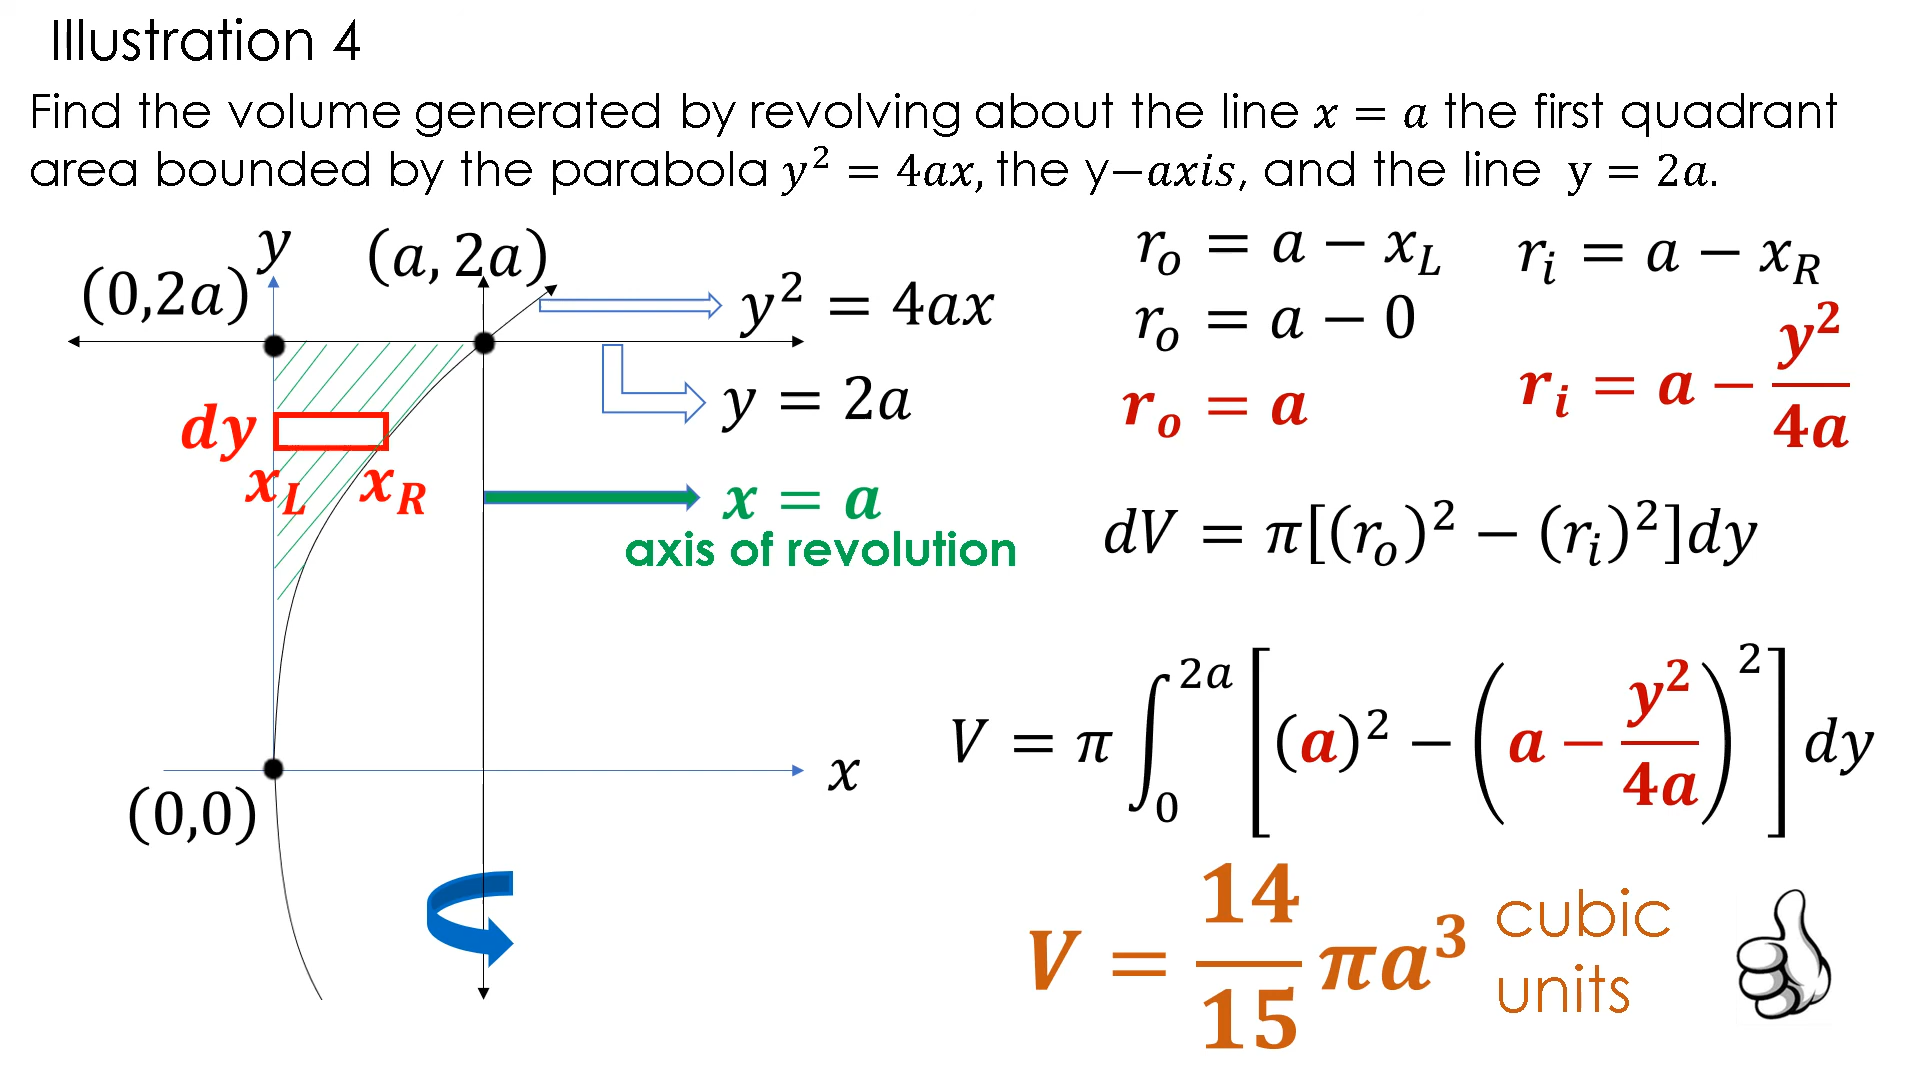 Illustration 4
Find the volume generated by revolving about the line x = a the first quadrant
area bounded by the parabola y² = 4ax, the y−axis, and the line y = 2a.
y
(0,2a)
(a, 2a)
y² = 4ax
y = 2a
dy
x_L
x_R
x = a
axis of revolution
x
(0,0)
r_o = a − x_L
r_o = a − 0
r_o = a
r_i = a − x_R
r_i = a − y²/4a
dV = π[(r_o)² − (r_i)²]dy
V = π ∫₀²ᵃ [(a)² − (a − y²/4a)²] dy
V = 14/15 πa³ cubic
units